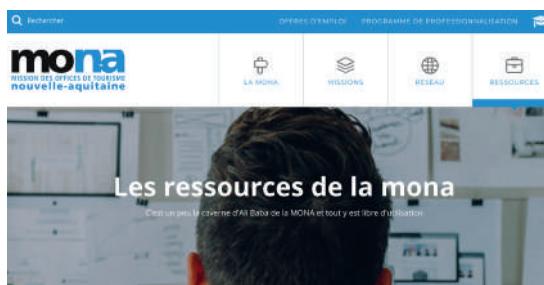 Rechercher
OFFRES D'EMPLOI PROGRAMME DE PROFESSIONNALISATION
mona
MISSION DES OFFICES DE TOURISME
nouvelle-aquitaine
LA MONA
MISSIONS
RÉSEAU
RESSOURCES
Les ressources de la mona
C'est un peu la caverne d'Ali Baba de la MONA et tout y est libre d'utilisation